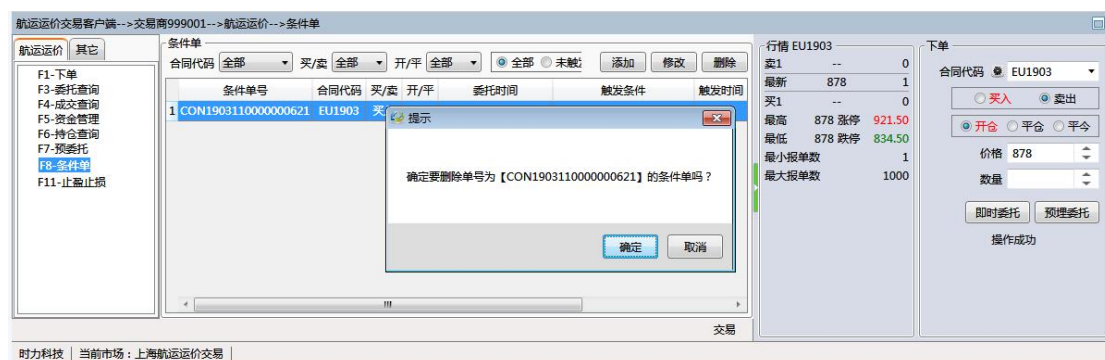 航运运价交易客户端-->交易商999001-->航运运价-->条件单
航运运价 其它
F1-下单
F3-委托查询
F4-成交查询
F5-资金管理
F6-持仓查询
F7-预委托
F8-条件单
F11-止盈止损
条件单
合同代码 全部 买/卖 全部 开/平 全部 全部 未触 添加 修改 删除
条件单号 合同代码 买/卖 开/平 委托时间 触发条件 触发时间
1 CON1903110000000621 EU1903 买
提示
确定要删除单号为【CON1903110000000621】的条件单吗？
确定 取消
交易
行情 EU1903
卖1 -- 0
最新 878 1
买1 -- 0
最高 878 涨停 921.50
最低 878 跌停 834.50
最小报单数 1
最大报单数 1000
下单
合同代码 EU1903
买入 卖出
开仓 平仓 平今
价格 878
数量
即时委托 预埋委托
操作成功
时力科技 当前市场：上海航运运价交易